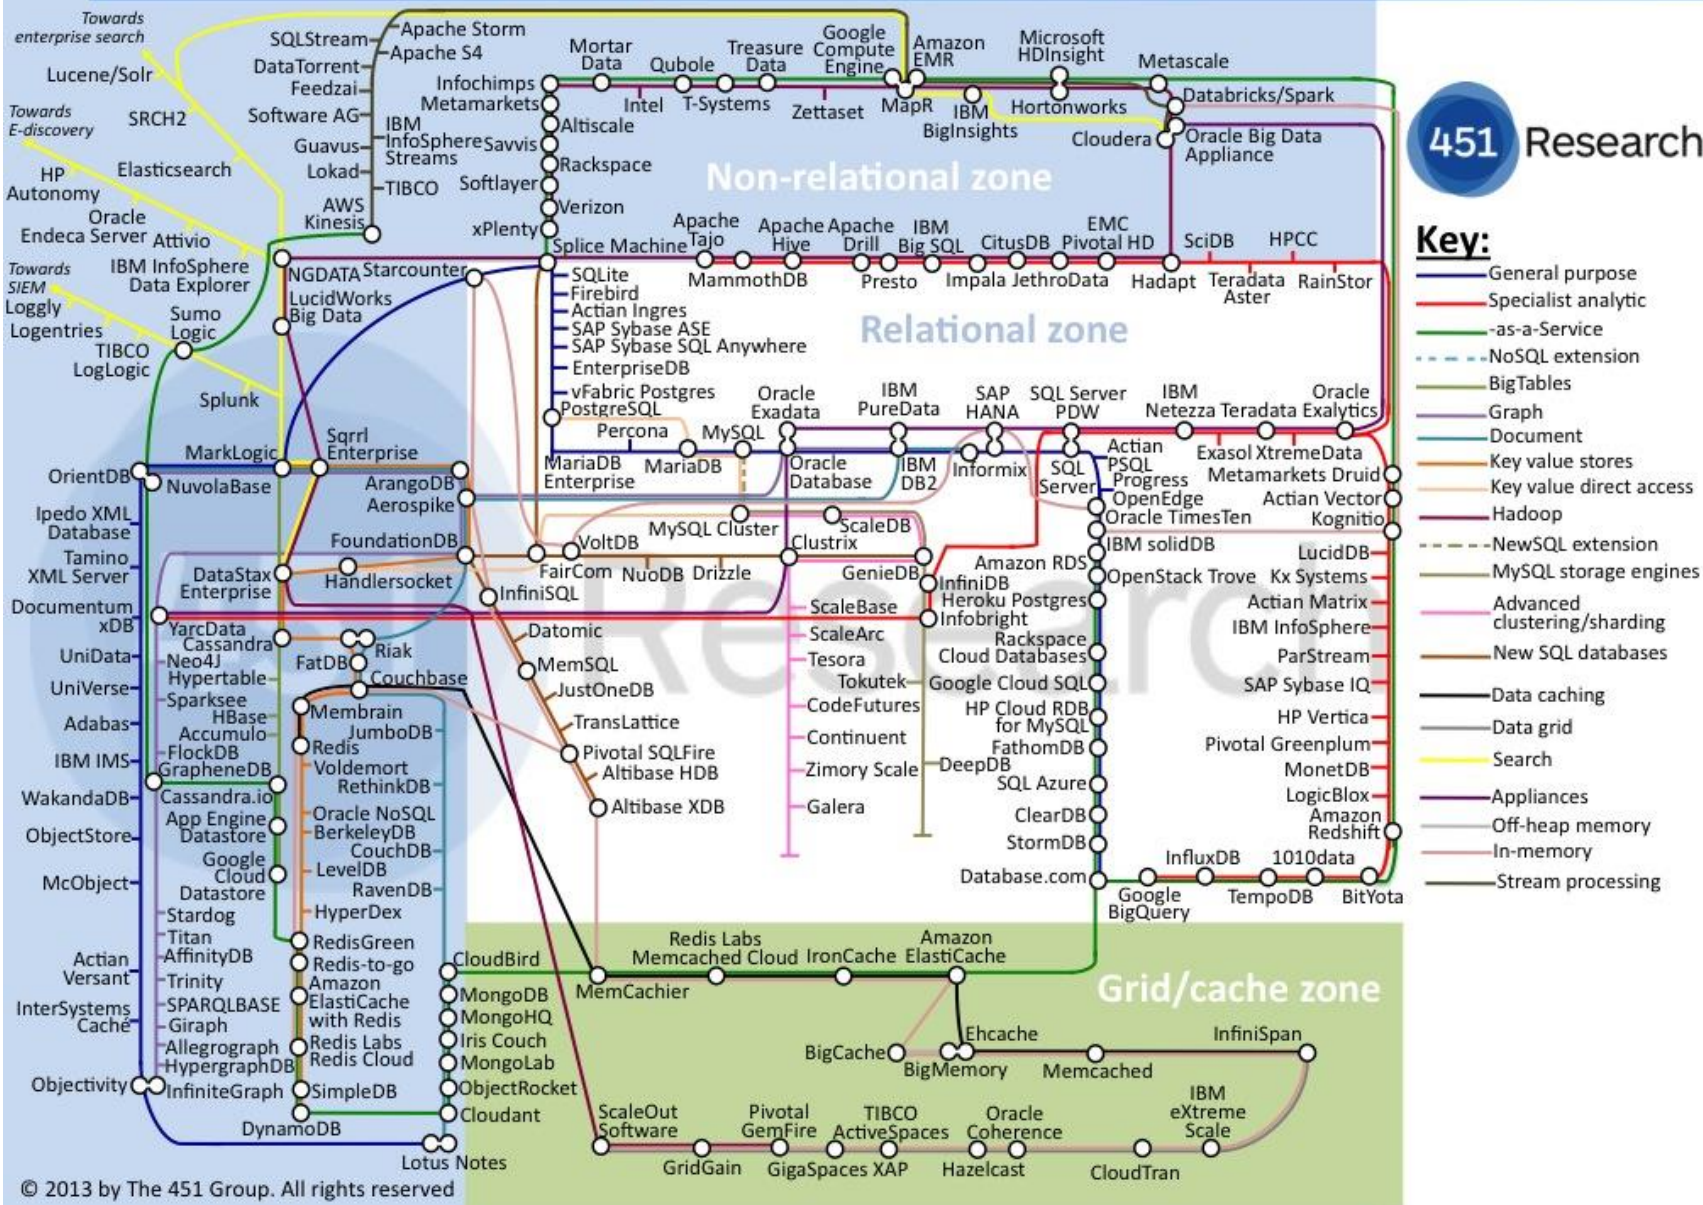 Towards
enterprise search
Lucene/Solr
Towards
E-discovery
SRCH2
HP
Autonomy
Elasticsearch
Oracle
Endeca Server
Attivio
IBM InfoSphere
Data Explorer
Towards
SIEM
Loggly
Logentries
Sumo
Logic
TIBCO
LogLogic
Splunk
SQLStream
DataTorrent
Feedzai
Software AG
Guavus
Lokad
AWS
Kinesis
Apache Storm
Apache S4
IBM
InfoSphere
Streams
TIBCO
Infochimps
Metamarkets
Altiscale
Savvis
Rackspace
Softlayer
Verizon
xPlenty
Mortar
Data
Intel
Qubole
T-Systems
Treasure
Data
Zettaset
Google
Compute
Engine
Amazon
EMR
MapR
IBM
BigInsights
Microsoft
HDInsight
Hortonworks
Metascale
Databricks/Spark
Cloudera
Oracle Big Data
Appliance
Non-relational zone
NGDATA
Starcounter
LucidWorks
Big Data
Splice Machine
Apache
Tajo
MammothDB
Apache
Hive
Apache
Drill
Presto
IBM
Big SQL
Impala
CitusDB
JethroData
EMC
Pivotal HD
Hadapt
SciDB
Teradata
Aster
HPCC
RainStor
Relational zone
SQLite
Firebird
Actian Ingres
SAP Sybase ASE
SAP Sybase SQL Anywhere
EnterpriseDB
vFabric Postgres
PostgreSQL
Percona
MariaDB
Enterprise
MariaDB
MySQL
Oracle
Exadata
Oracle
Database
IBM
PureData
IBM
DB2
SAP
HANA
Informix
SQL Server
PDW
SQL
Server
IBM
Netezza
Teradata
Oracle
Exalytics
Exasol
XtremeData
Actian
PSQL
Progress
OpenEdge
Oracle TimesTen
IBM solidDB
Metamarkets Druid
Actian Vector
Kognitio
LucidDB
Kx Systems
Actian Matrix
IBM InfoSphere
ParStream
SAP Sybase IQ
HP Vertica
Pivotal Greenplum
MonetDB
LogicBlox
Amazon
Redshift
MarkLogic
Sqrrl
Enterprise
OrientDB
NuvolaBase
ArangoDB
Aerospike
Ipedo XML
Database
Tamino
XML Server
Documentum
xDB
UniData
UniVerse
Adabas
IBM IMS
WakandaDB
ObjectStore
McObject
Actian
Versant
InterSystems
Caché
Objectivity
FoundationDB
DataStax
Enterprise
Handlersocket
YarcData
Cassandra
Neo4J
Hypertable
Sparksee
HBase
Accumulo
FlockDB
GrapheneDB
Cassandra.io
App Engine
Datastore
Google
Cloud
Datastore
Stardog
Titan
AffinityDB
Trinity
SPARQLBASE
Giraph
Allegrograph
HypergraphDB
InfiniteGraph
FatDB
Riak
Couchbase
Membrain
JumboDB
Redis
Voldemort
RethinkDB
Oracle NoSQL
BerkeleyDB
CouchDB
LevelDB
RavenDB
HyperDex
RedisGreen
Redis-to-go
Amazon
ElastiCache
with Redis
Redis Labs
Redis Cloud
SimpleDB
DynamoDB
CloudBird
MongoDB
MongoHQ
Iris Couch
MongoLab
ObjectRocket
Cloudant
Lotus Notes
MySQL Cluster
ScaleDB
VoltDB
Clustrix
FairCom
NuoDB
Drizzle
GenieDB
InfiniSQL
Datomic
MemSQL
JustOneDB
TransLattice
Pivotal SQLFire
Altibase HDB
Altibase XDB
ScaleBase
ScaleArc
Tesora
CodeFutures
Continuent
Zimory Scale
Galera
InfiniDB
Infobright
Tokutek
DeepDB
Amazon RDS
OpenStack Trove
Heroku Postgres
Rackspace
Cloud Databases
Google Cloud SQL
HP Cloud RDB
for MySQL
FathomDB
SQL Azure
ClearDB
StormDB
Database.com
Google
BigQuery
InfluxDB
TempoDB
1010data
BitYota
451 Research
MemCachier
Redis Labs
Memcached Cloud
IronCache
Amazon
ElastiCache
Grid/cache zone
BigCache
Ehcache
BigMemory
Memcached
InfiniSpan
ScaleOut
Software
GridGain
Pivotal
GemFire
GigaSpaces XAP
TIBCO
ActiveSpaces
Oracle
Coherence
Hazelcast
CloudTran
IBM
eXtreme
Scale
451 Research
Key:
General purpose
Specialist analytic
-as-a-Service
NoSQL extension
BigTables
Graph
Document
Key value stores
Key value direct access
Hadoop
NewSQL extension
MySQL storage engines
Advanced
clustering/sharding
New SQL databases
Data caching
Data grid
Search
Appliances
Off-heap memory
In-memory
Stream processing
© 2013 by The 451 Group. All rights reserved